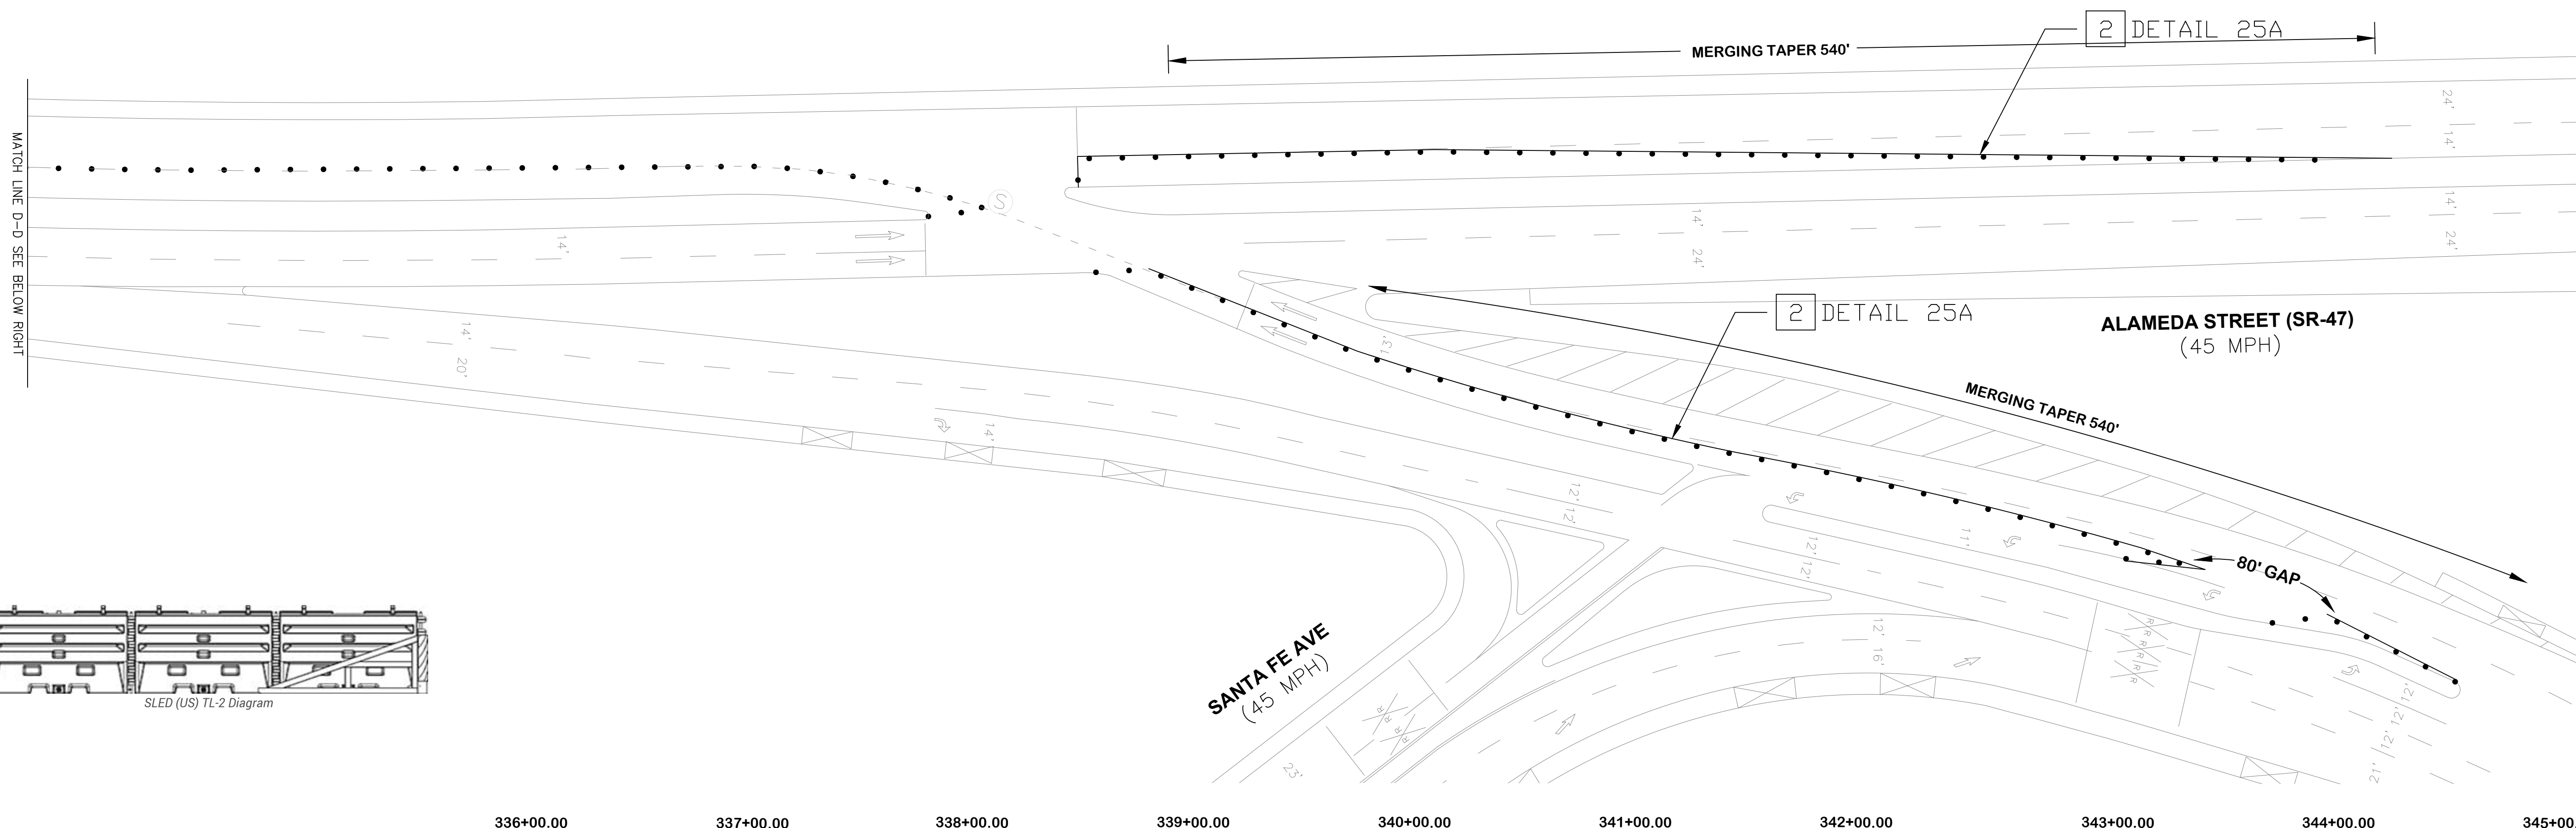 2 DETAIL 25A
MERGING TAPER 540'
24'
14'
MATCH LINE D-D SEE BELOW RIGHT
S
14'
14'
24'
14'
24'
2 DETAIL 25A
ALAMEDA STREET (SR-47)
(45 MPH)
14'
20'
13'
MERGING TAPER 540'
14'
12'
12'
12'
12'
11'
80' GAP
12'
16'
R R
R R
R
SANTA FE AVE
(45 MPH)
R R
R R
23'
12'
12'
12'
21'
SLED (US) TL-2 Diagram
336+00.00 337+00.00 338+00.00 339+00.00 340+00.00 341+00.00 342+00.00 343+00.00 344+00.00